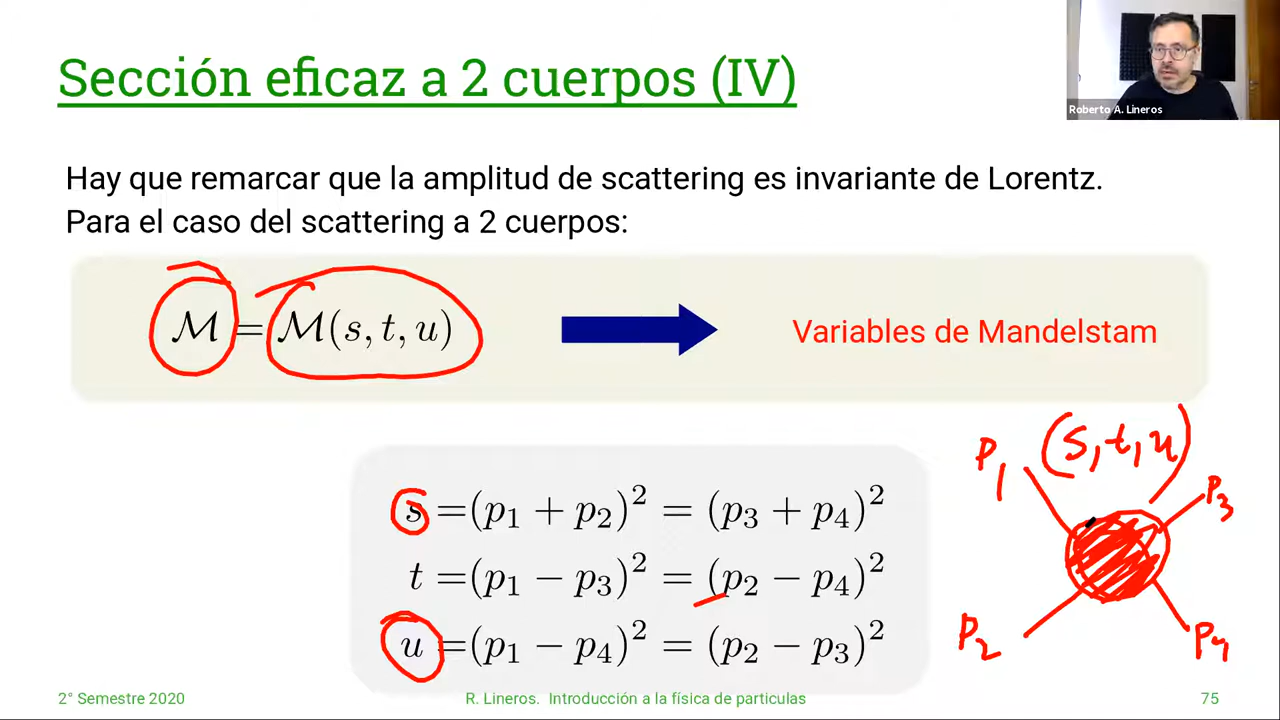 Sección eficaz a 2 cuerpos (IV)
Roberto A. Lineros
Hay que remarcar que la amplitud de scattering es invariante de Lorentz.
Para el caso del scattering a 2 cuerpos:
ℳ = ℳ(s, t, u)
Variables de Mandelstam
(s, t, u)
p1
p3
p2
p4
s =(p₁ + p₂)² = (p₃ + p₄)²
t =(p₁ − p₃)² = (p₂ − p₄)²
u =(p₁ − p₄)² = (p₂ − p₃)²
2° Semestre 2020
R. Lineros. Introducción a la física de particulas
75